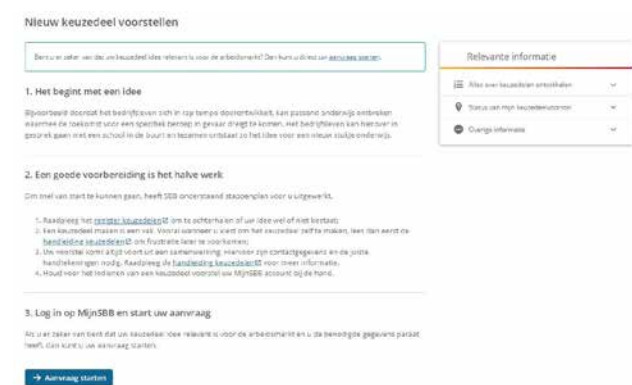 Nieuw keuzedeel voorstellen
Bent u er zeker van dat uw keuzedeel idee relevant is voor de arbeidsmarkt? Dan kunt u direct uw aanvraag starten.
1. Het begint met een idee
Bijvoorbeeld doordat het bedrijfsleven zich in rap tempo doorontwikkelt, kan passend onderwijs ontbreken
waarmee de toekomst voor een specifiek beroep in gevaar dreigt te komen. Het bedrijfsleven kan hierover in
gesprek gaan met een school in de buurt en tezamen ontstaat zo het idee voor een nieuw stukje onderwijs.
2. Een goede voorbereiding is het halve werk
Om snel van start te kunnen gaan, heeft SBB onderstaand stappenplan voor u uitgewerkt.
1. Raadpleeg het register keuzedelen om te achterhalen of uw idee wel of niet bestaat;
2. Een keuzedeel maken is een vak. Vooral wanneer u kiest om het keuzedeel zelf te maken, lees dan eerst de
handleiding keuzedelen om frustratie later te voorkomen;
3. Uw voorstel komt altijd voort uit een samenwerking. Hiervoor zijn contactgegevens en de juiste
handtekeningen nodig. Raadpleeg de handleiding keuzedelen voor meer informatie;
4. Houd voor het indienen van een keuzedeel voorstel uw MijnSBB account bij de hand.
3. Log in op MijnSBB en start uw aanvraag
Als u er zeker van bent dat uw keuzedeel idee relevant is voor de arbeidsmarkt en u de benodigde gegevens paraat
heeft, dan kunt u uw aanvraag starten.
→ Aanvraag starten
Relevante informatie
Alles over keuzedelen ontwikkelen
Status van mijn keuzedeelvoorstel
Overige informatie